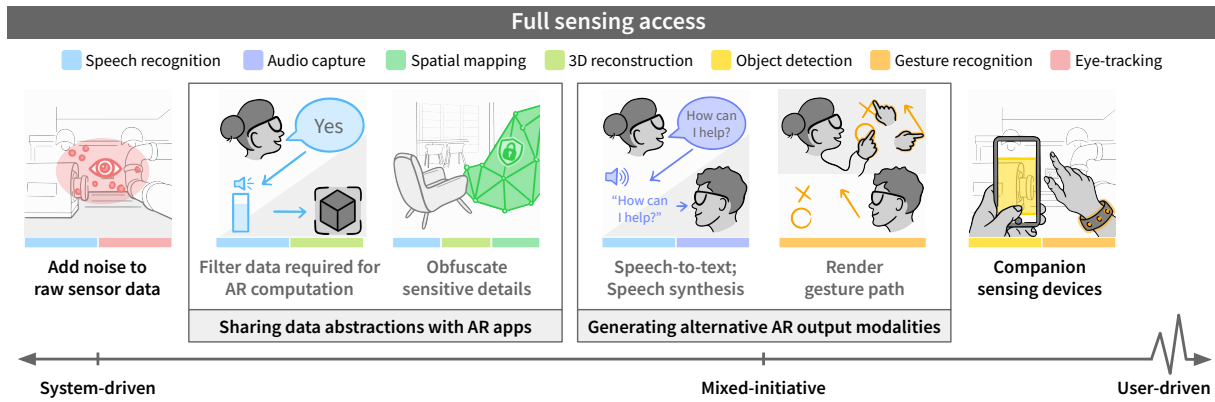 Full sensing access
Speech recognition
Audio capture
Spatial mapping
3D reconstruction
Object detection
Gesture recognition
Eye-tracking
Yes
How can
I help?
“How can
I help?”
Add noise to
raw sensor data
Filter data required for
AR computation
Obfuscate
sensitive details
Speech-to-text;
Speech synthesis
Render
gesture path
Companion
sensing devices
Sharing data abstractions with AR apps
Generating alternative AR output modalities
System-driven
Mixed-initiative
User-driven